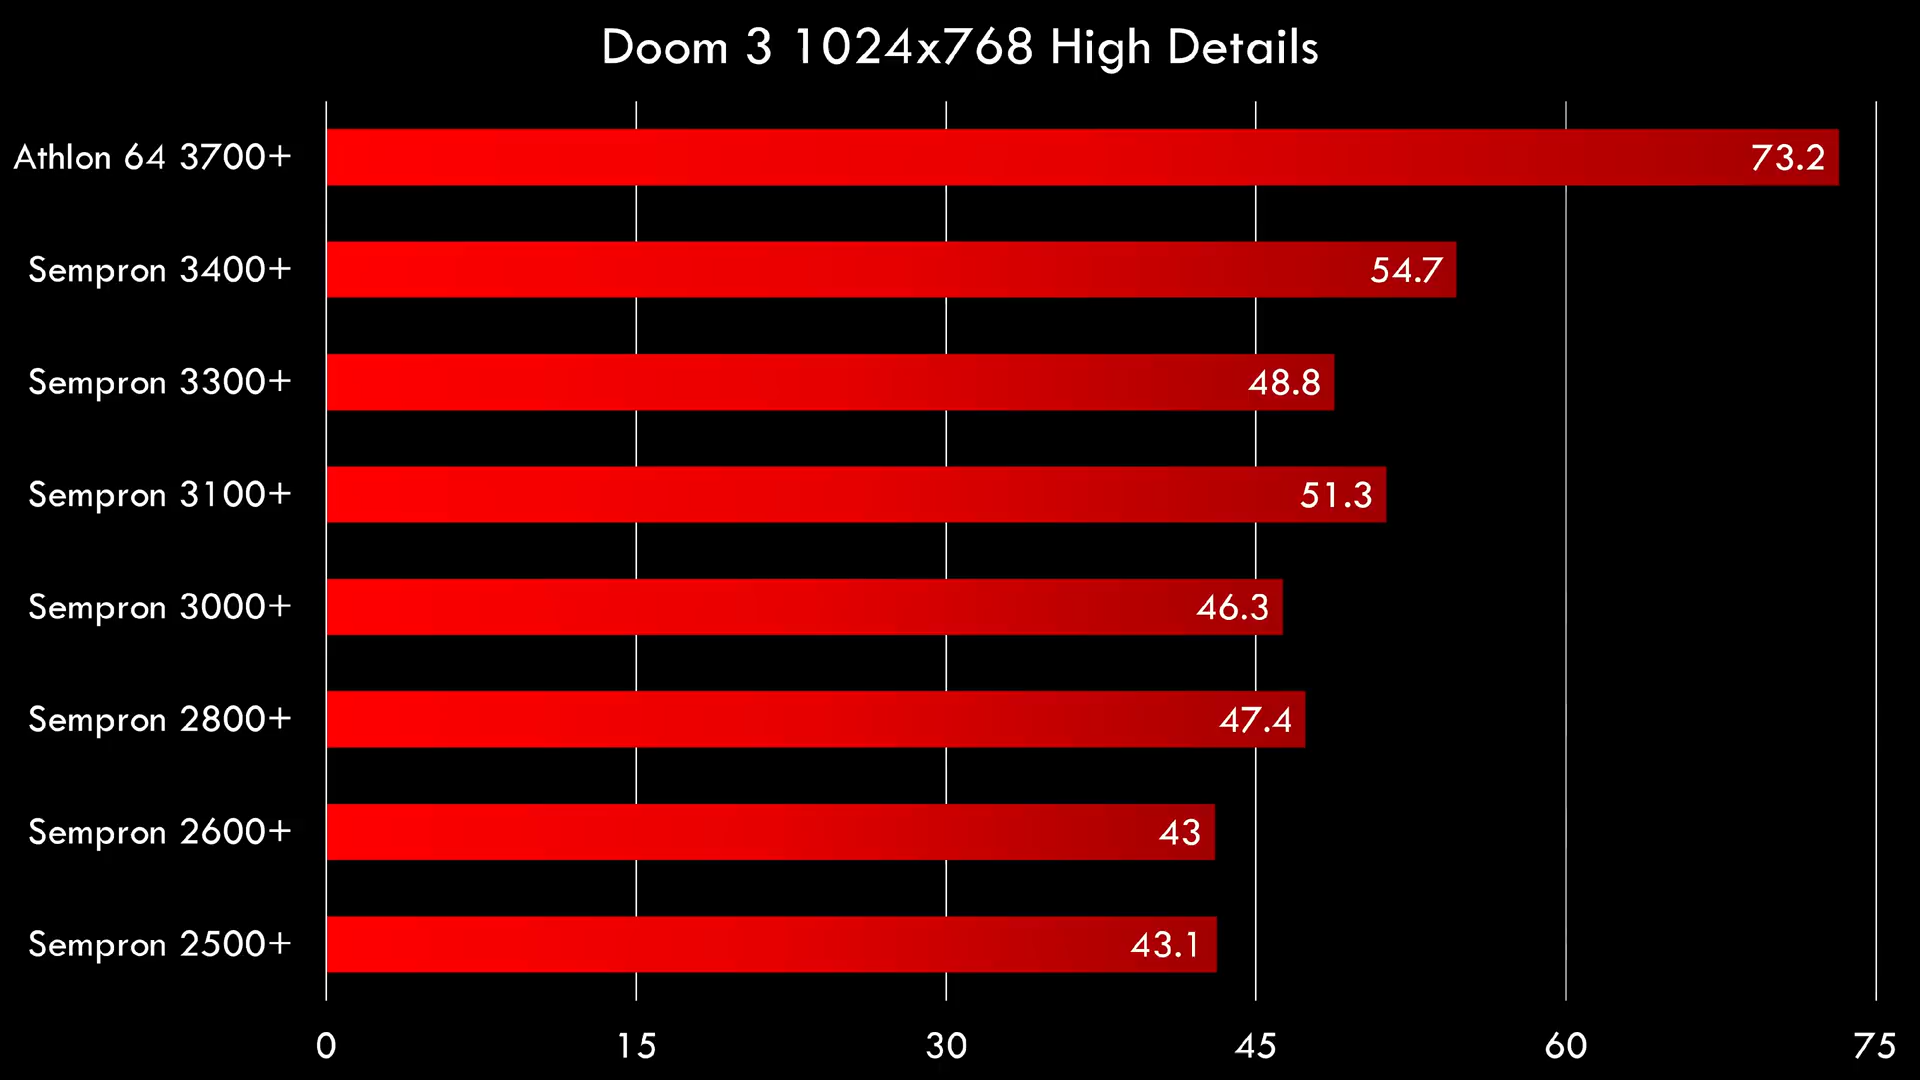 Doom 3 1024x768 High Details
Athlon 64 3700+ 73.2
Sempron 3400+ 54.7
Sempron 3300+ 48.8
Sempron 3100+ 51.3
Sempron 3000+ 46.3
Sempron 2800+ 47.4
Sempron 2600+ 43
Sempron 2500+ 43.1
0 15 30 45 60 75